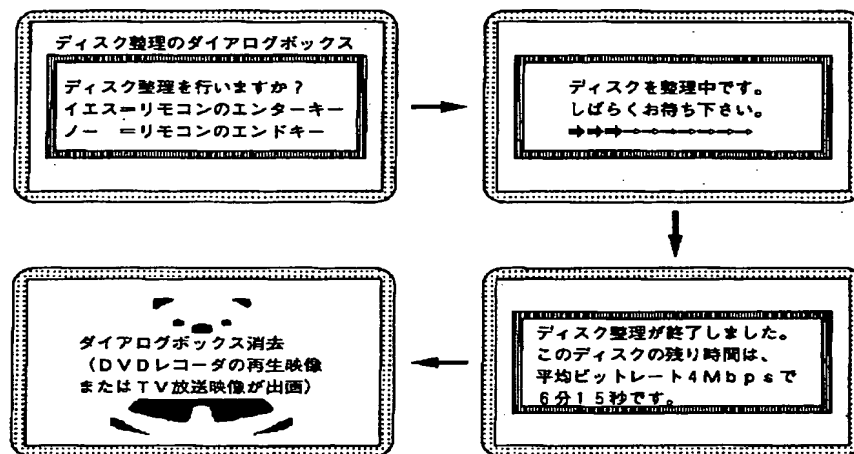 ディスク整理のダイアログボックス
ディスク整理を行いますか?
イエス=リモコンのエンターキー
ノー =リモコンのエンドキー
ディスクを整理中です。
しばらくお待ち下さい。
ディスク整理が終了しました。
このディスクの残り時間は、
平均ビットレート4Mbpsで
6分15秒です。
ダイアログボックス消去
(DVDレコーダの再生映像
またはTV放送映像が出画)